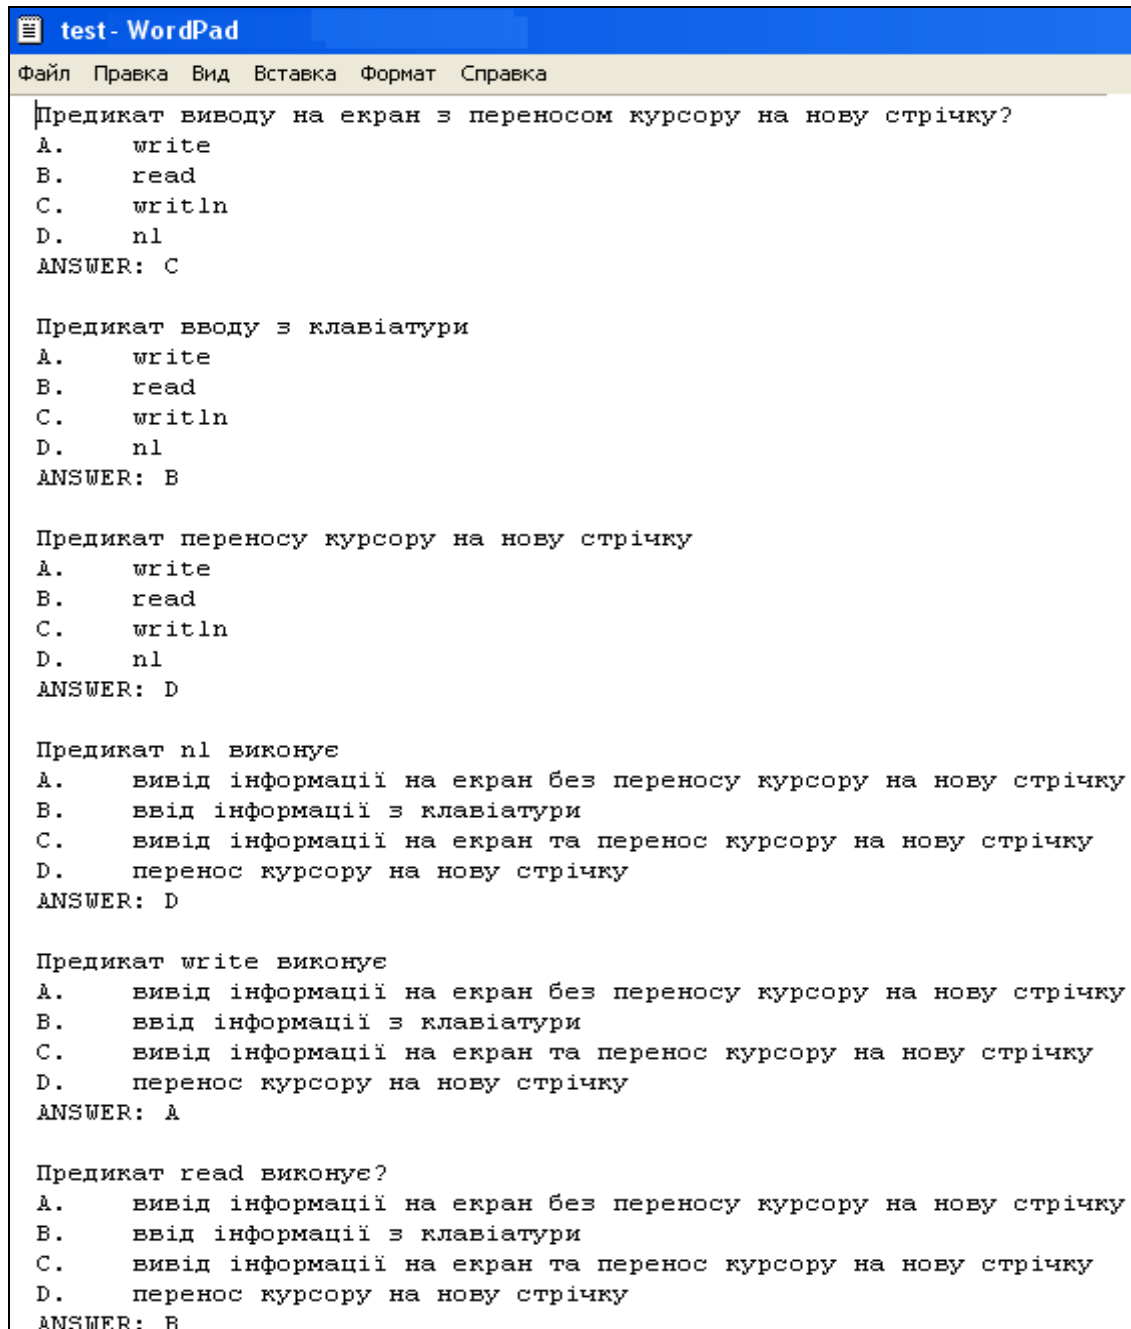 test - WordPad
Файл Правка Вид Вставка Формат Справка
Предикат виводу на екран з переносом курсору на нову стрічку?
A. write
B. read
C. writln
D. nl
ANSWER: C
Предикат вводу з клавіатури
A. write
B. read
C. writln
D. nl
ANSWER: B
Предикат переносу курсору на нову стрічку
A. write
B. read
C. writln
D. nl
ANSWER: D
Предикат nl виконує
A. вивід інформації на екран без переносу курсору на нову стрічку
B. ввід інформації з клавіатури
C. вивід інформації на екран та перенос курсору на нову стрічку
D. перенос курсору на нову стрічку
ANSWER: D
Предикат write виконує
A. вивід інформації на екран без переносу курсору на нову стрічку
B. ввід інформації з клавіатури
C. вивід інформації на екран та перенос курсору на нову стрічку
D. перенос курсору на нову стрічку
ANSWER: A
Предикат read виконує?
A. вивід інформації на екран без переносу курсору на нову стрічку
B. ввід інформації з клавіатури
C. вивід інформації на екран та перенос курсору на нову стрічку
D. перенос курсору на нову стрічку
ANSWER: B